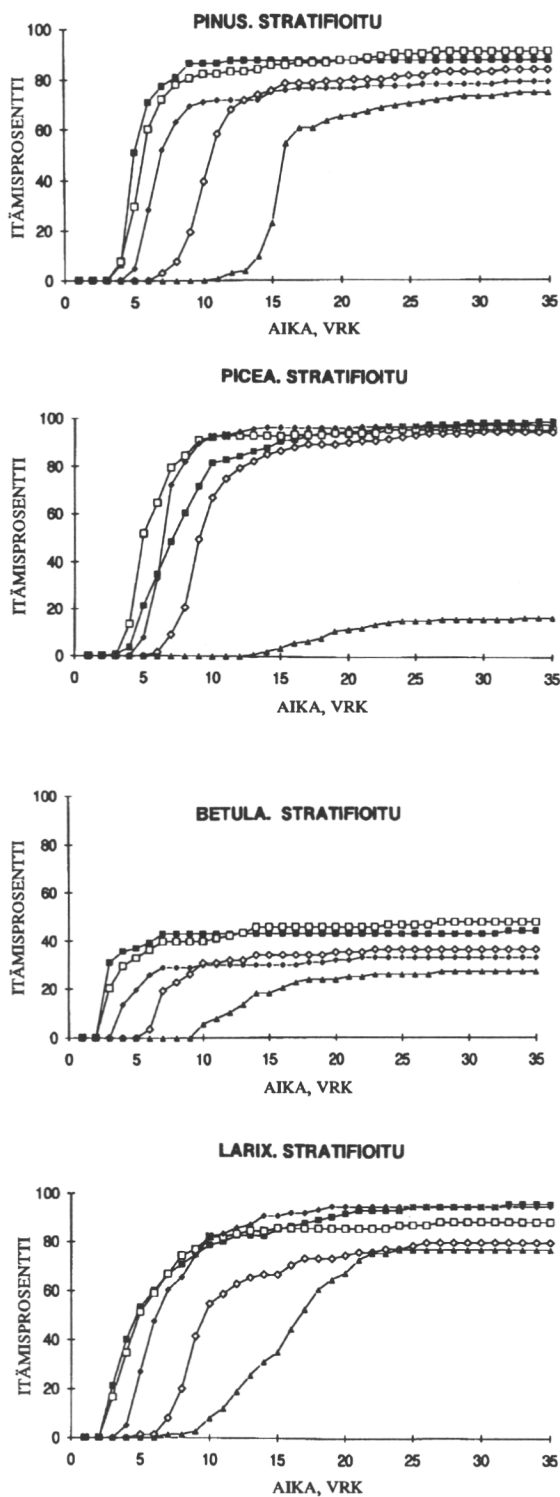 PINUS. STRATIFIOITU
ITÄMISPROSENTTI
100
80
60
40
20
0
0 5 10 15 20 25 30 35
AIKA, VRK
PICEA. STRATIFIOITU
ITÄMISPROSENTTI
100
80
60
40
20
0
0 5 10 15 20 25 30 35
AIKA, VRK
BETULA. STRATIFIOITU
ITÄMISPROSENTTI
100
80
60
40
20
0
0 5 10 15 20 25 30 35
AIKA, VRK
LARIX. STRATIFIOITU
ITÄMISPROSENTTI
100
80
60
40
20
0
0 5 10 15 20 25 30 35
AIKA, VRK